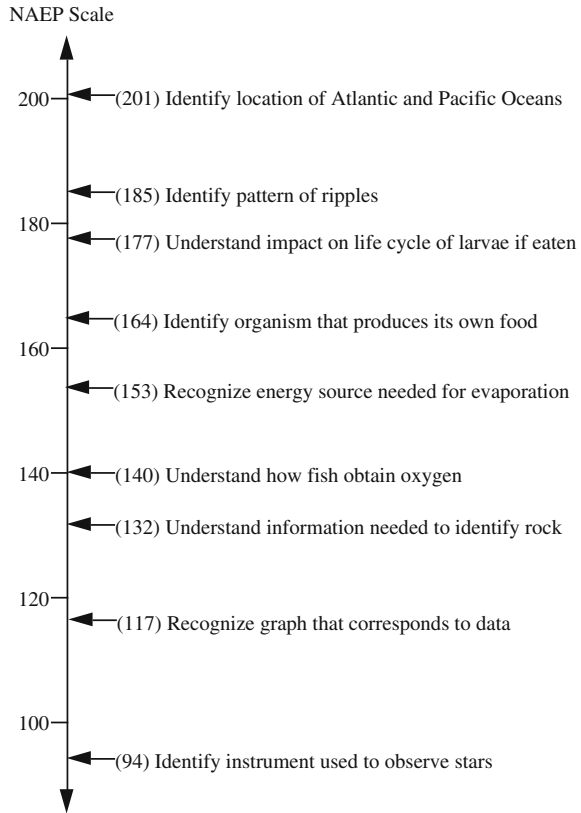 NAEP Scale
200
(201) Identify location of Atlantic and Pacific Oceans
(185) Identify pattern of ripples
180
(177) Understand impact on life cycle of larvae if eaten
(164) Identify organism that produces its own food
160
(153) Recognize energy source needed for evaporation
140
(140) Understand how fish obtain oxygen
(132) Understand information needed to identify rock
120
(117) Recognize graph that corresponds to data
100
(94) Identify instrument used to observe stars